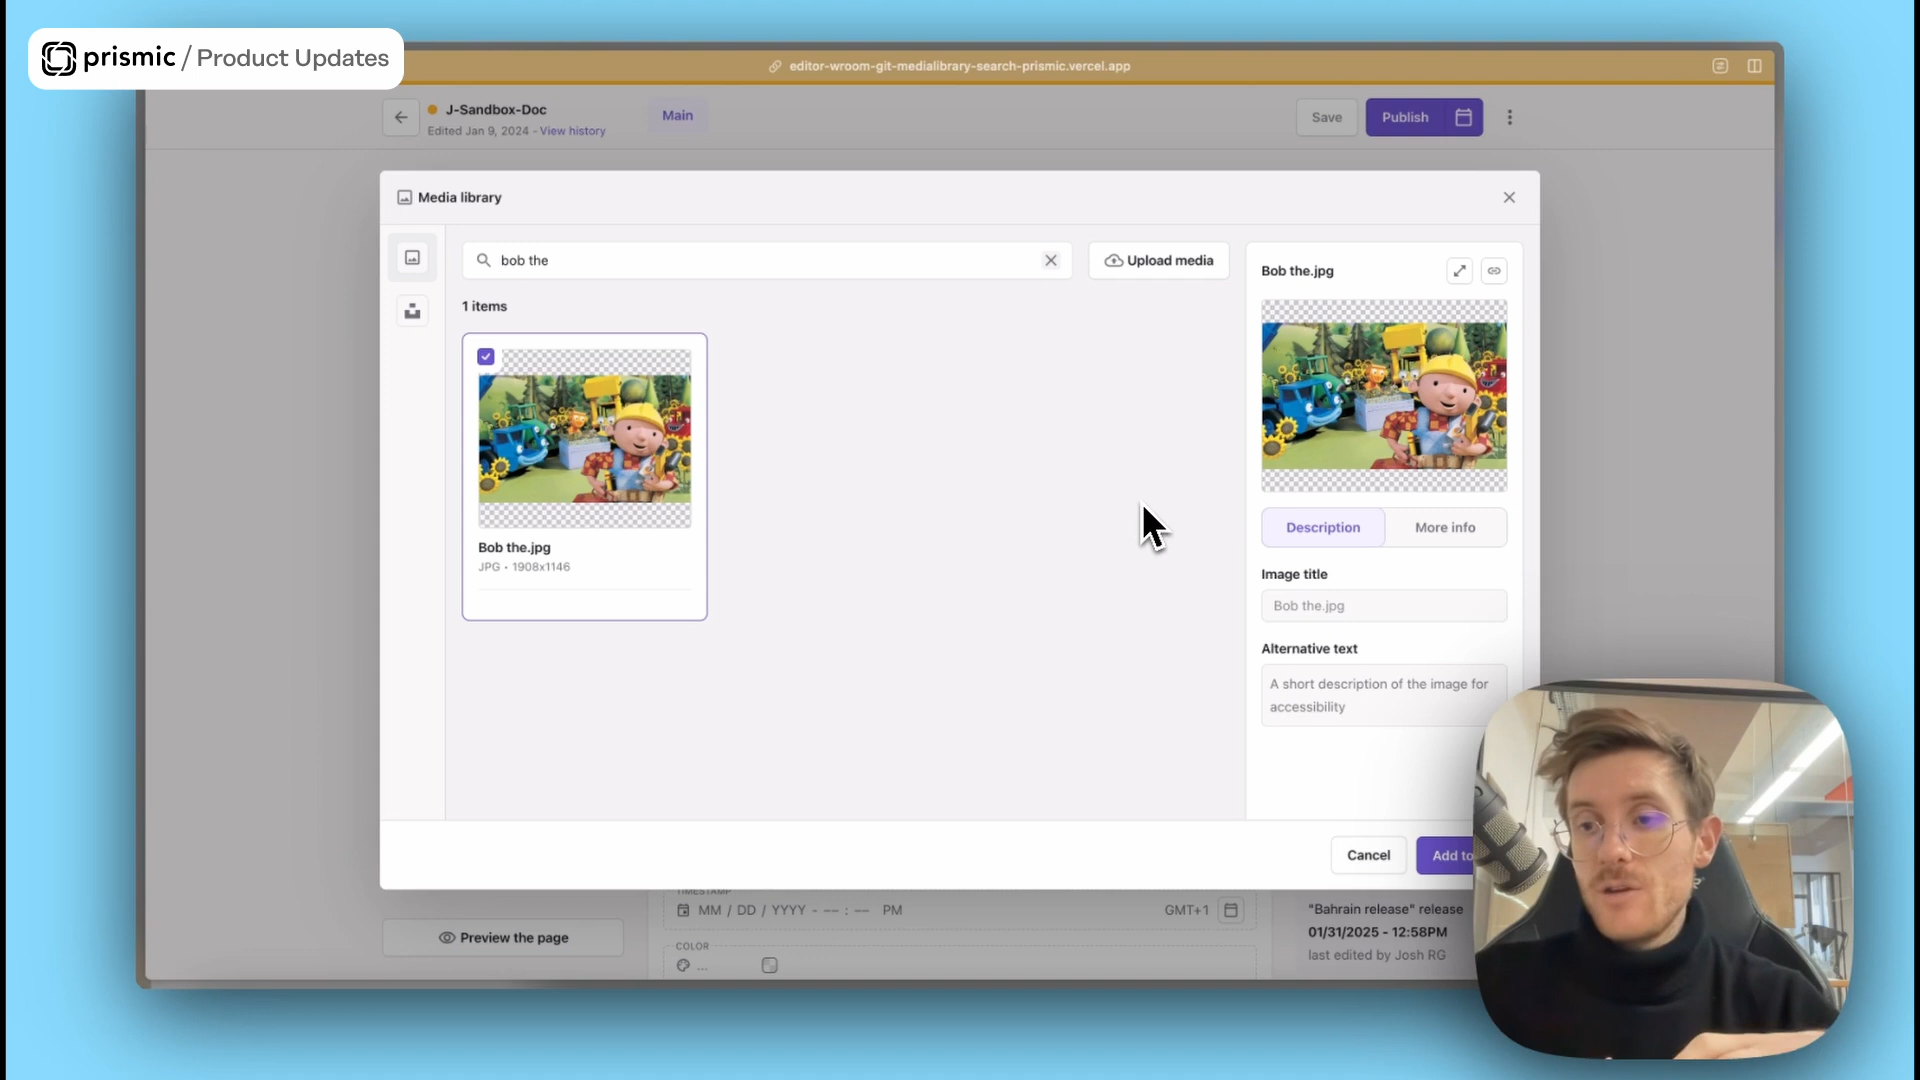 prismic / Product Updates
editor-wroom-git-medialibrary-search-prismic.vercel.app
J-Sandbox-Doc
Edited Jan 9, 2024 - View history
Main
Save
Publish
Media library
bob the
Upload media
1 items
Bob the.jpg
JPG • 1908x1146
Bob the.jpg
Description
More info
Image title
Bob the.jpg
Alternative text
A short description of the image for
accessibility
Cancel
Add to
TIMESTAMP
MM / DD / YYYY - -- : -- PM
GMT+1
COLOR
...
Preview the page
"Bahrain release" release
01/31/2025 - 12:58PM
last edited by Josh RG